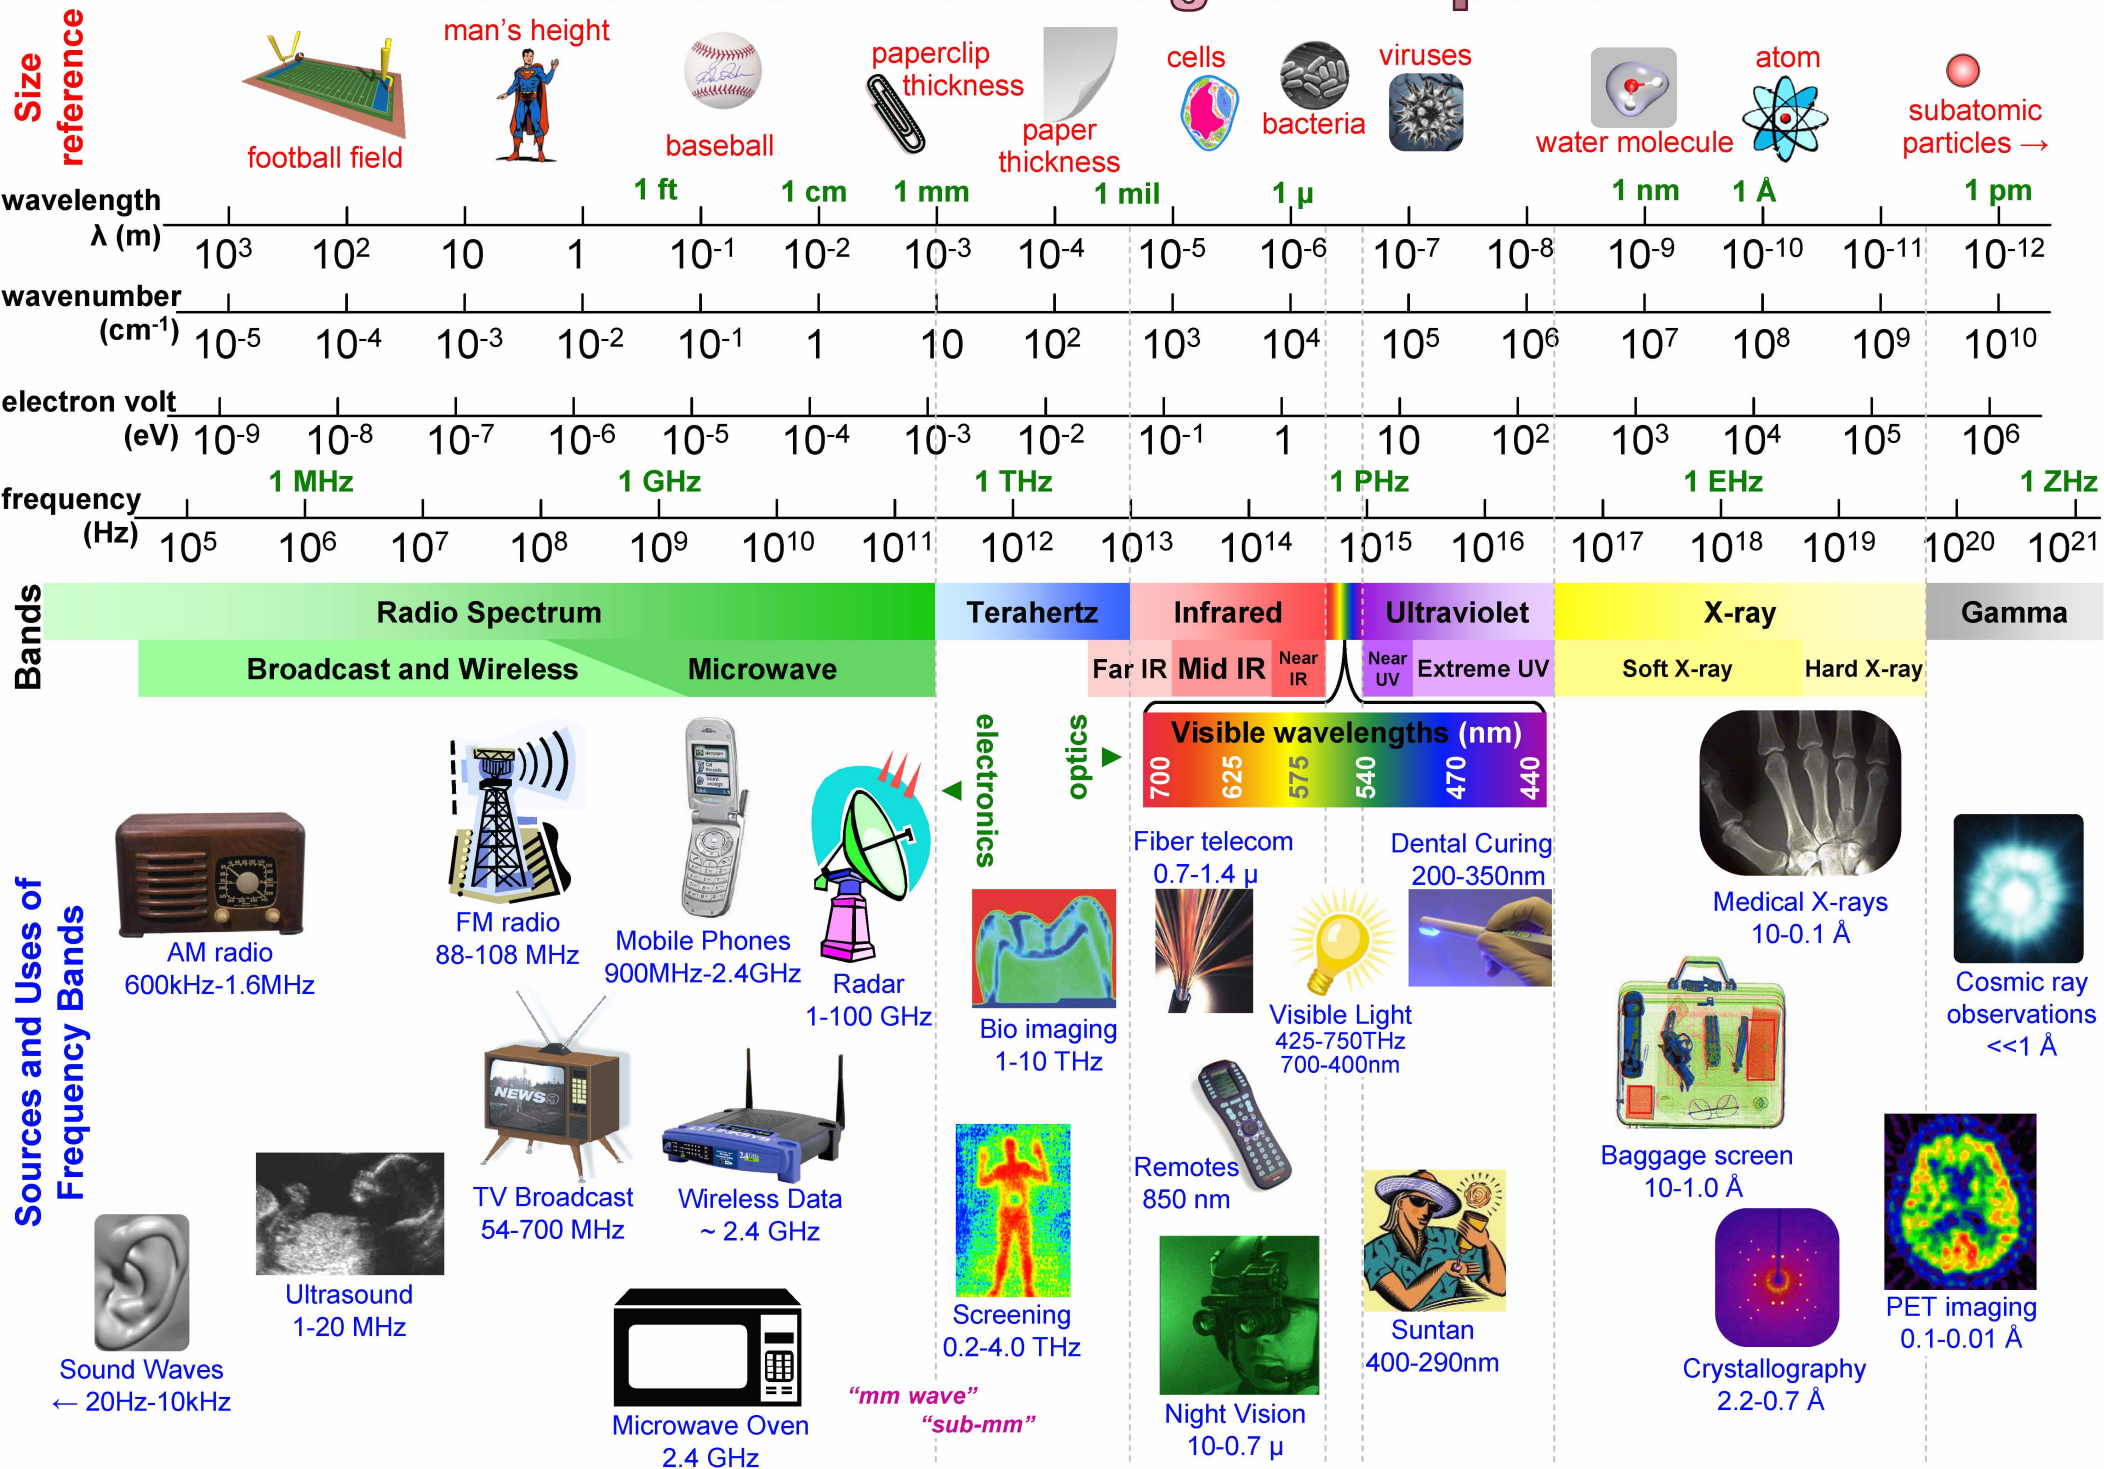 Size reference
football field
man's height
baseball
paperclip thickness
paper thickness
cells
bacteria
viruses
water molecule
atom
subatomic particles →
1 ft 1 cm 1 mm 1 mil 1 µ 1 nm 1 Å 1 pm
wavelength λ (m)
10³ 10² 10 1 10⁻¹ 10⁻² 10⁻³ 10⁻⁴ 10⁻⁵ 10⁻⁶ 10⁻⁷ 10⁻⁸ 10⁻⁹ 10⁻¹⁰ 10⁻¹¹ 10⁻¹²
wavenumber (cm⁻¹)
10⁻⁵ 10⁻⁴ 10⁻³ 10⁻² 10⁻¹ 1 10 10² 10³ 10⁴ 10⁵ 10⁶ 10⁷ 10⁸ 10⁹ 10¹⁰
electron volt (eV)
10⁻⁹ 10⁻⁸ 10⁻⁷ 10⁻⁶ 10⁻⁵ 10⁻⁴ 10⁻³ 10⁻² 10⁻¹ 1 10 10² 10³ 10⁴ 10⁵ 10⁶
1 MHz 1 GHz 1 THz 1 PHz 1 EHz 1 ZHz
frequency (Hz)
10⁵ 10⁶ 10⁷ 10⁸ 10⁹ 10¹⁰ 10¹¹ 10¹² 10¹³ 10¹⁴ 10¹⁵ 10¹⁶ 10¹⁷ 10¹⁸ 10¹⁹ 10²⁰ 10²¹
Bands
Radio Spectrum Terahertz Infrared Ultraviolet X-ray Gamma
Broadcast and Wireless Microwave Far IR Mid IR Near IR Near UV Extreme UV Soft X-ray Hard X-ray
electronics
optics
Visible wavelengths (nm)
700 625 575 540 470 440
Sources and Uses of Frequency Bands
AM radio
600kHz-1.6MHz
FM radio
88-108 MHz
Mobile Phones
900MHz-2.4GHz
Radar
1-100 GHz
Bio imaging
1-10 THz
Fiber telecom
0.7-1.4 µ
Visible Light
425-750THz
700-400nm
Dental Curing
200-350nm
Medical X-rays
10-0.1 Å
Cosmic ray
observations
<<1 Å
Sound Waves
← 20Hz-10kHz
Ultrasound
1-20 MHz
NEWS9
TV Broadcast
54-700 MHz
LINKSYS
2.4
Wireless Data
~ 2.4 GHz
Microwave Oven
2.4 GHz
"mm wave"
"sub-mm"
Screening
0.2-4.0 THz
Remotes
850 nm
Night Vision
10-0.7 µ
Suntan
400-290nm
Baggage screen
10-1.0 Å
Crystallography
2.2-0.7 Å
PET imaging
0.1-0.01 Å